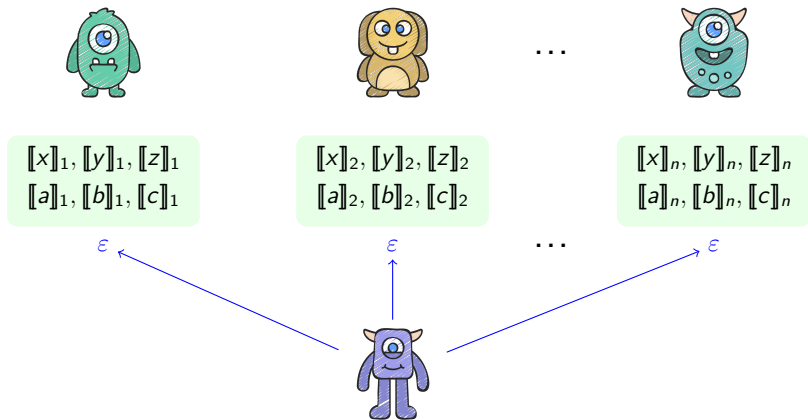 ...
⟦x⟧₁, ⟦y⟧₁, ⟦z⟧₁
⟦a⟧₁, ⟦b⟧₁, ⟦c⟧₁
⟦x⟧₂, ⟦y⟧₂, ⟦z⟧₂
⟦a⟧₂, ⟦b⟧₂, ⟦c⟧₂
⟦x⟧ₙ, ⟦y⟧ₙ, ⟦z⟧ₙ
⟦a⟧ₙ, ⟦b⟧ₙ, ⟦c⟧ₙ
ε ε ... ε